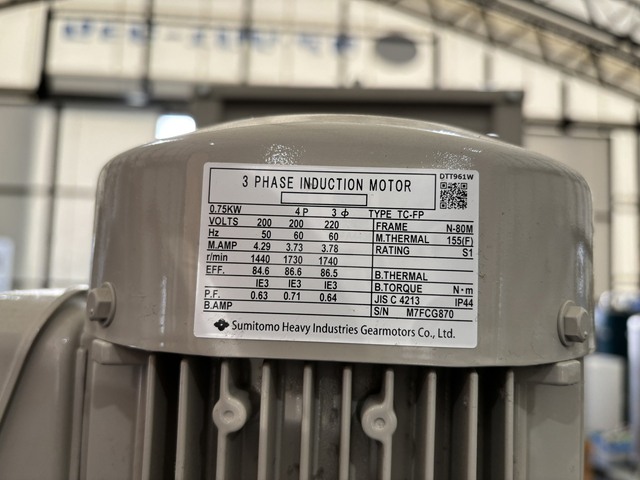 3 PHASE INDUCTION MOTOR
DTT961W
0.75KW 4P 3 ϕ TYPE TC-FP
VOLTS 200 200 220 FRAME N-80M
Hz 50 60 60 M.THERMAL 155(F)
M.AMP 4.29 3.73 3.78 RATING S1
r/min 1440 1730 1740
EFF. 84.6 86.6 86.5 B.THERMAL
IE3 IE3 IE3 B.TORQUE N·m
P.F. 0.63 0.71 0.64 JIS C 4213 IP44
B.AMP S/N M7FCG870
Sumitomo Heavy Industries Gearmotors Co., Ltd.